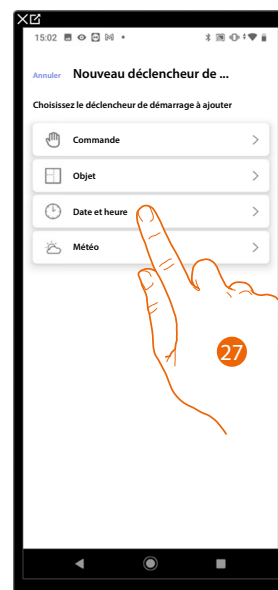 15:02
Annuler Nouveau déclencheur de ...
Choisissez le déclencheur de démarrage à ajouter
Commande
Objet
Date et heure
Météo
27